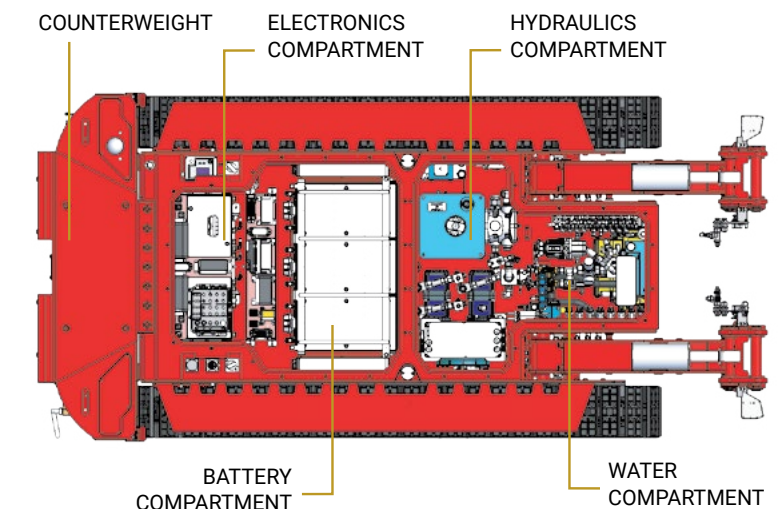 COUNTERWEIGHT
ELECTRONICS
COMPARTMENT
HYDRAULICS
COMPARTMENT
BATTERY
COMPARTMENT
WATER
COMPARTMENT